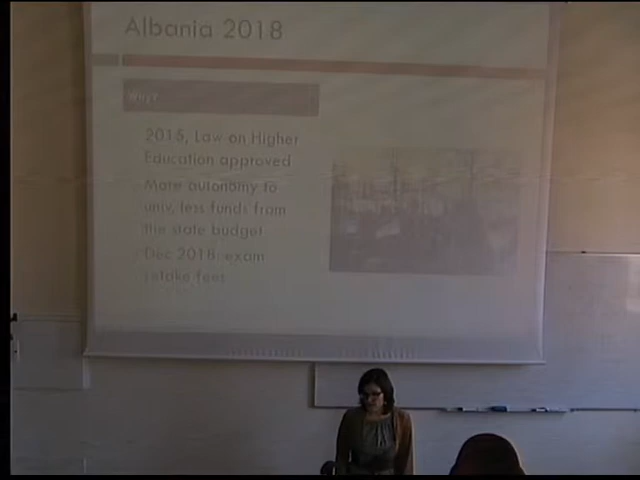 Albania 2018
Why?
2015, Law on Higher
Education approved
More autonomy to
univ, less funds from
the state budget
Dec 2018: exam
retake fees